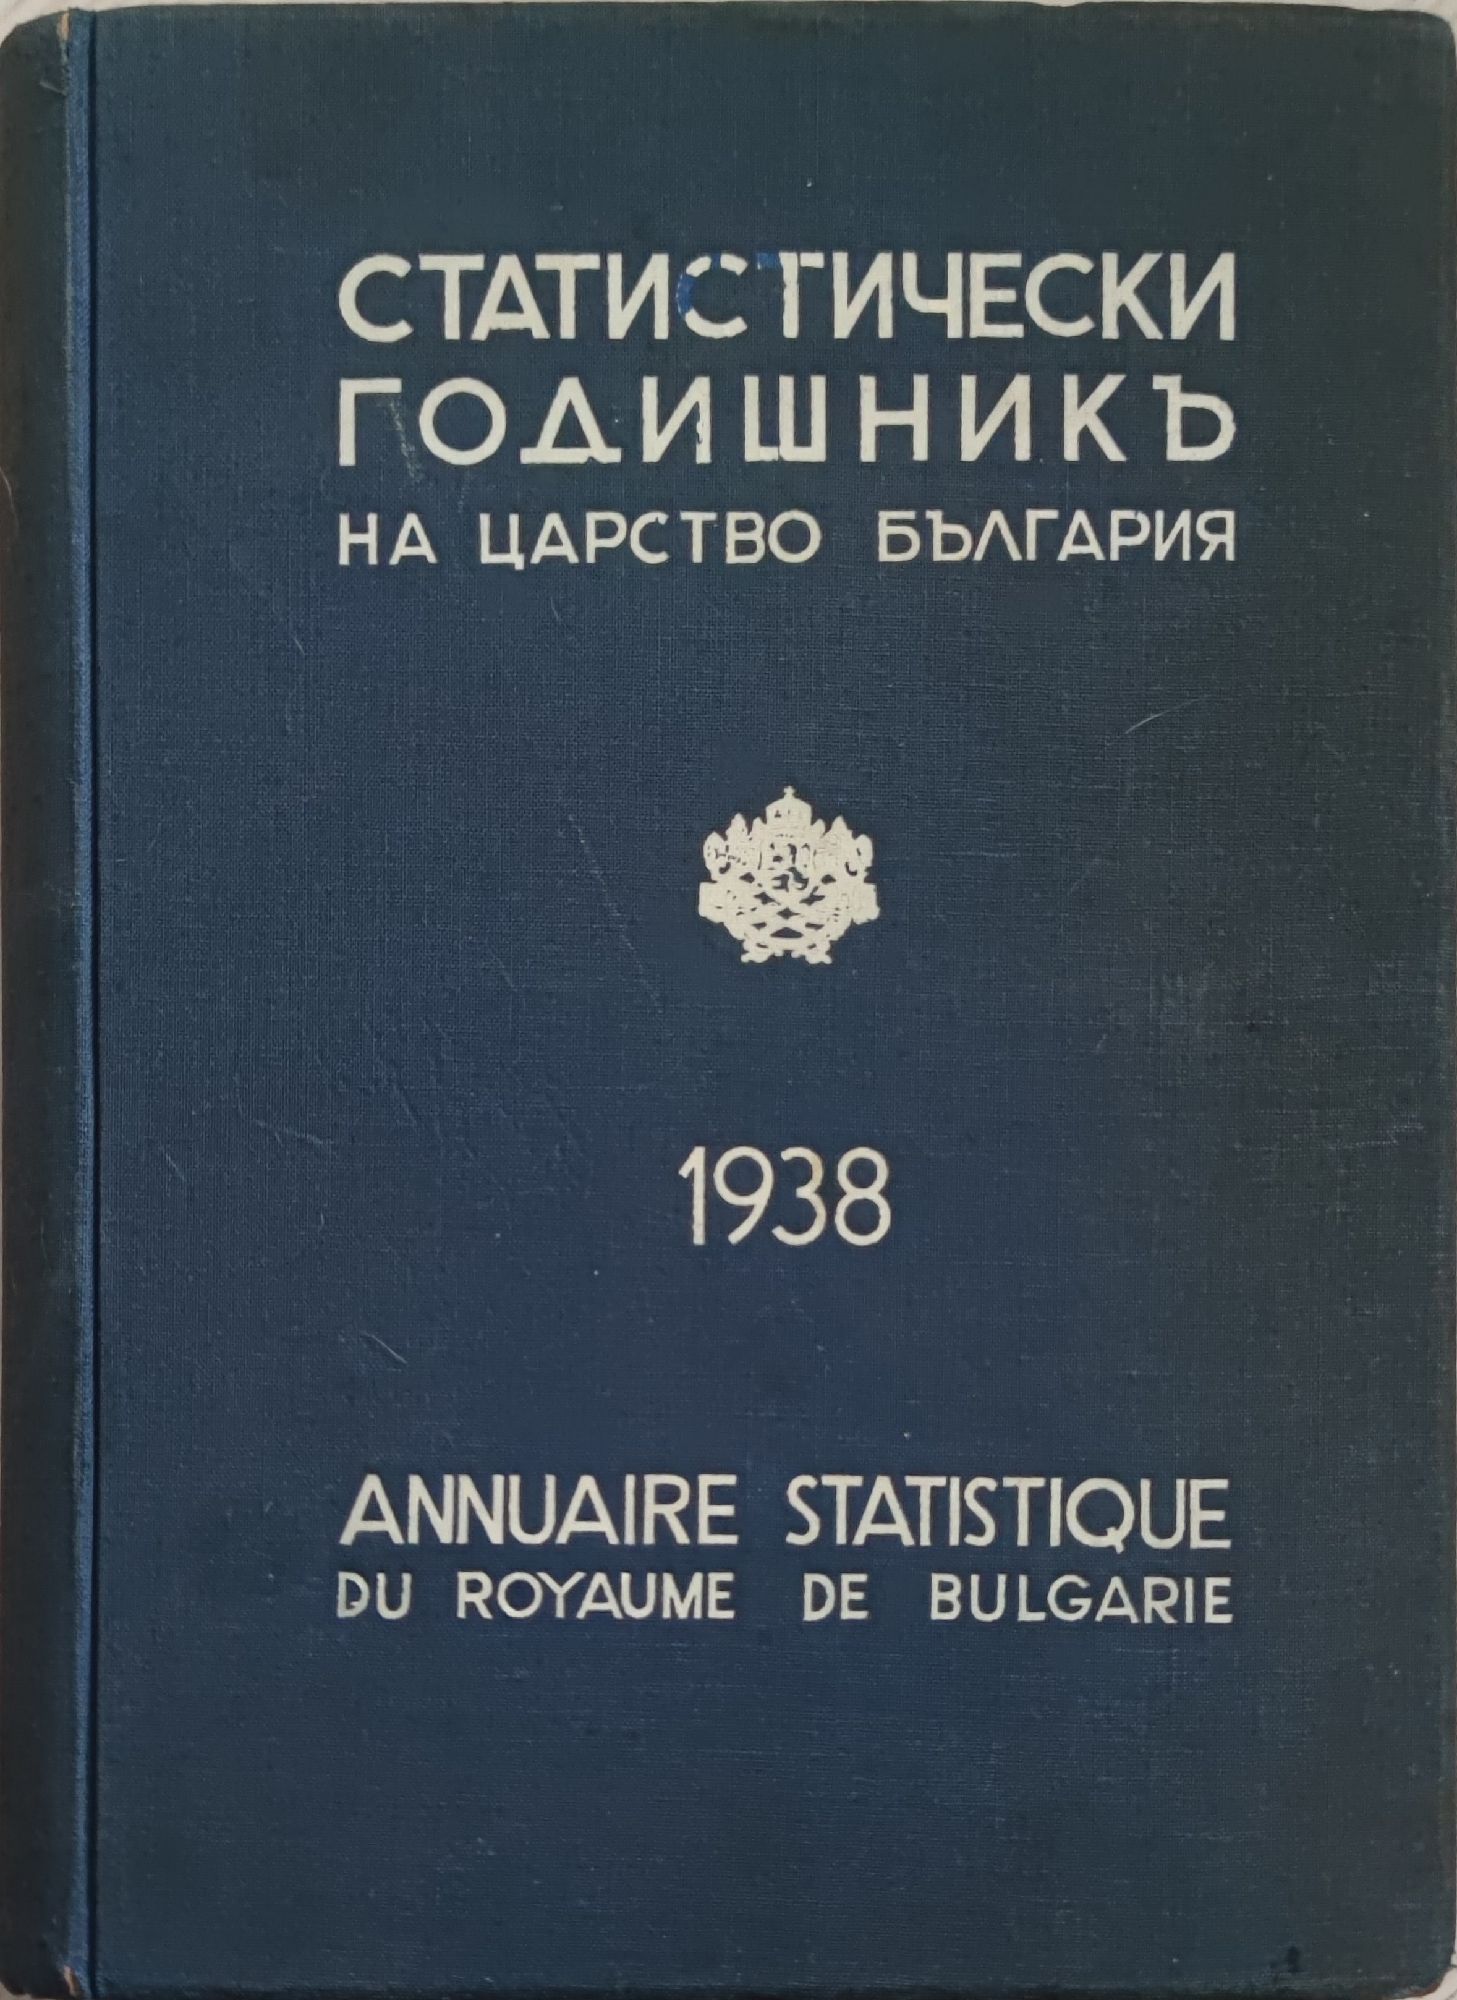 СТАТИСТИЧЕСКИ
ГОДИШНИКЪ
НА ЦАРСТВО БЪЛГАРИЯ
1938
ANNUAIRE STATISTIQUE
DU ROYAUME DE BULGARIE